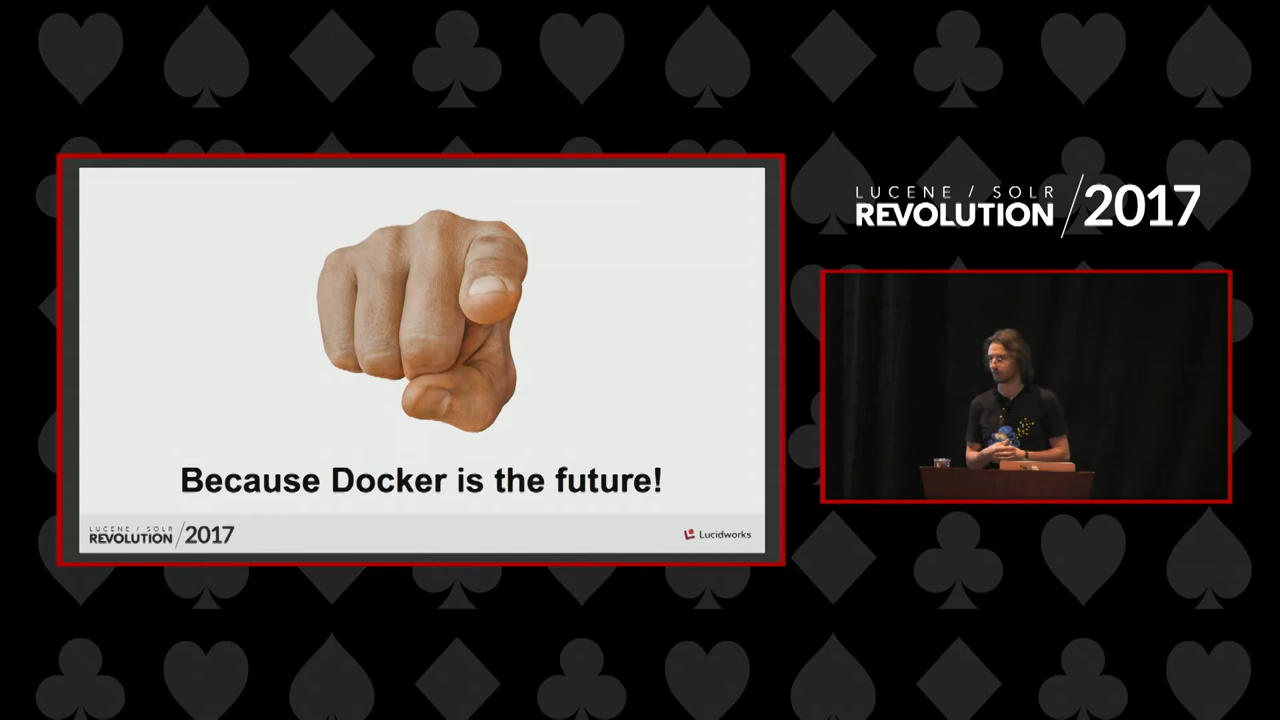 Because Docker is the future!
LUCENE / SOLR
REVOLUTION / 2017
Lucidworks
LUCENE / SOLR
REVOLUTION / 2017